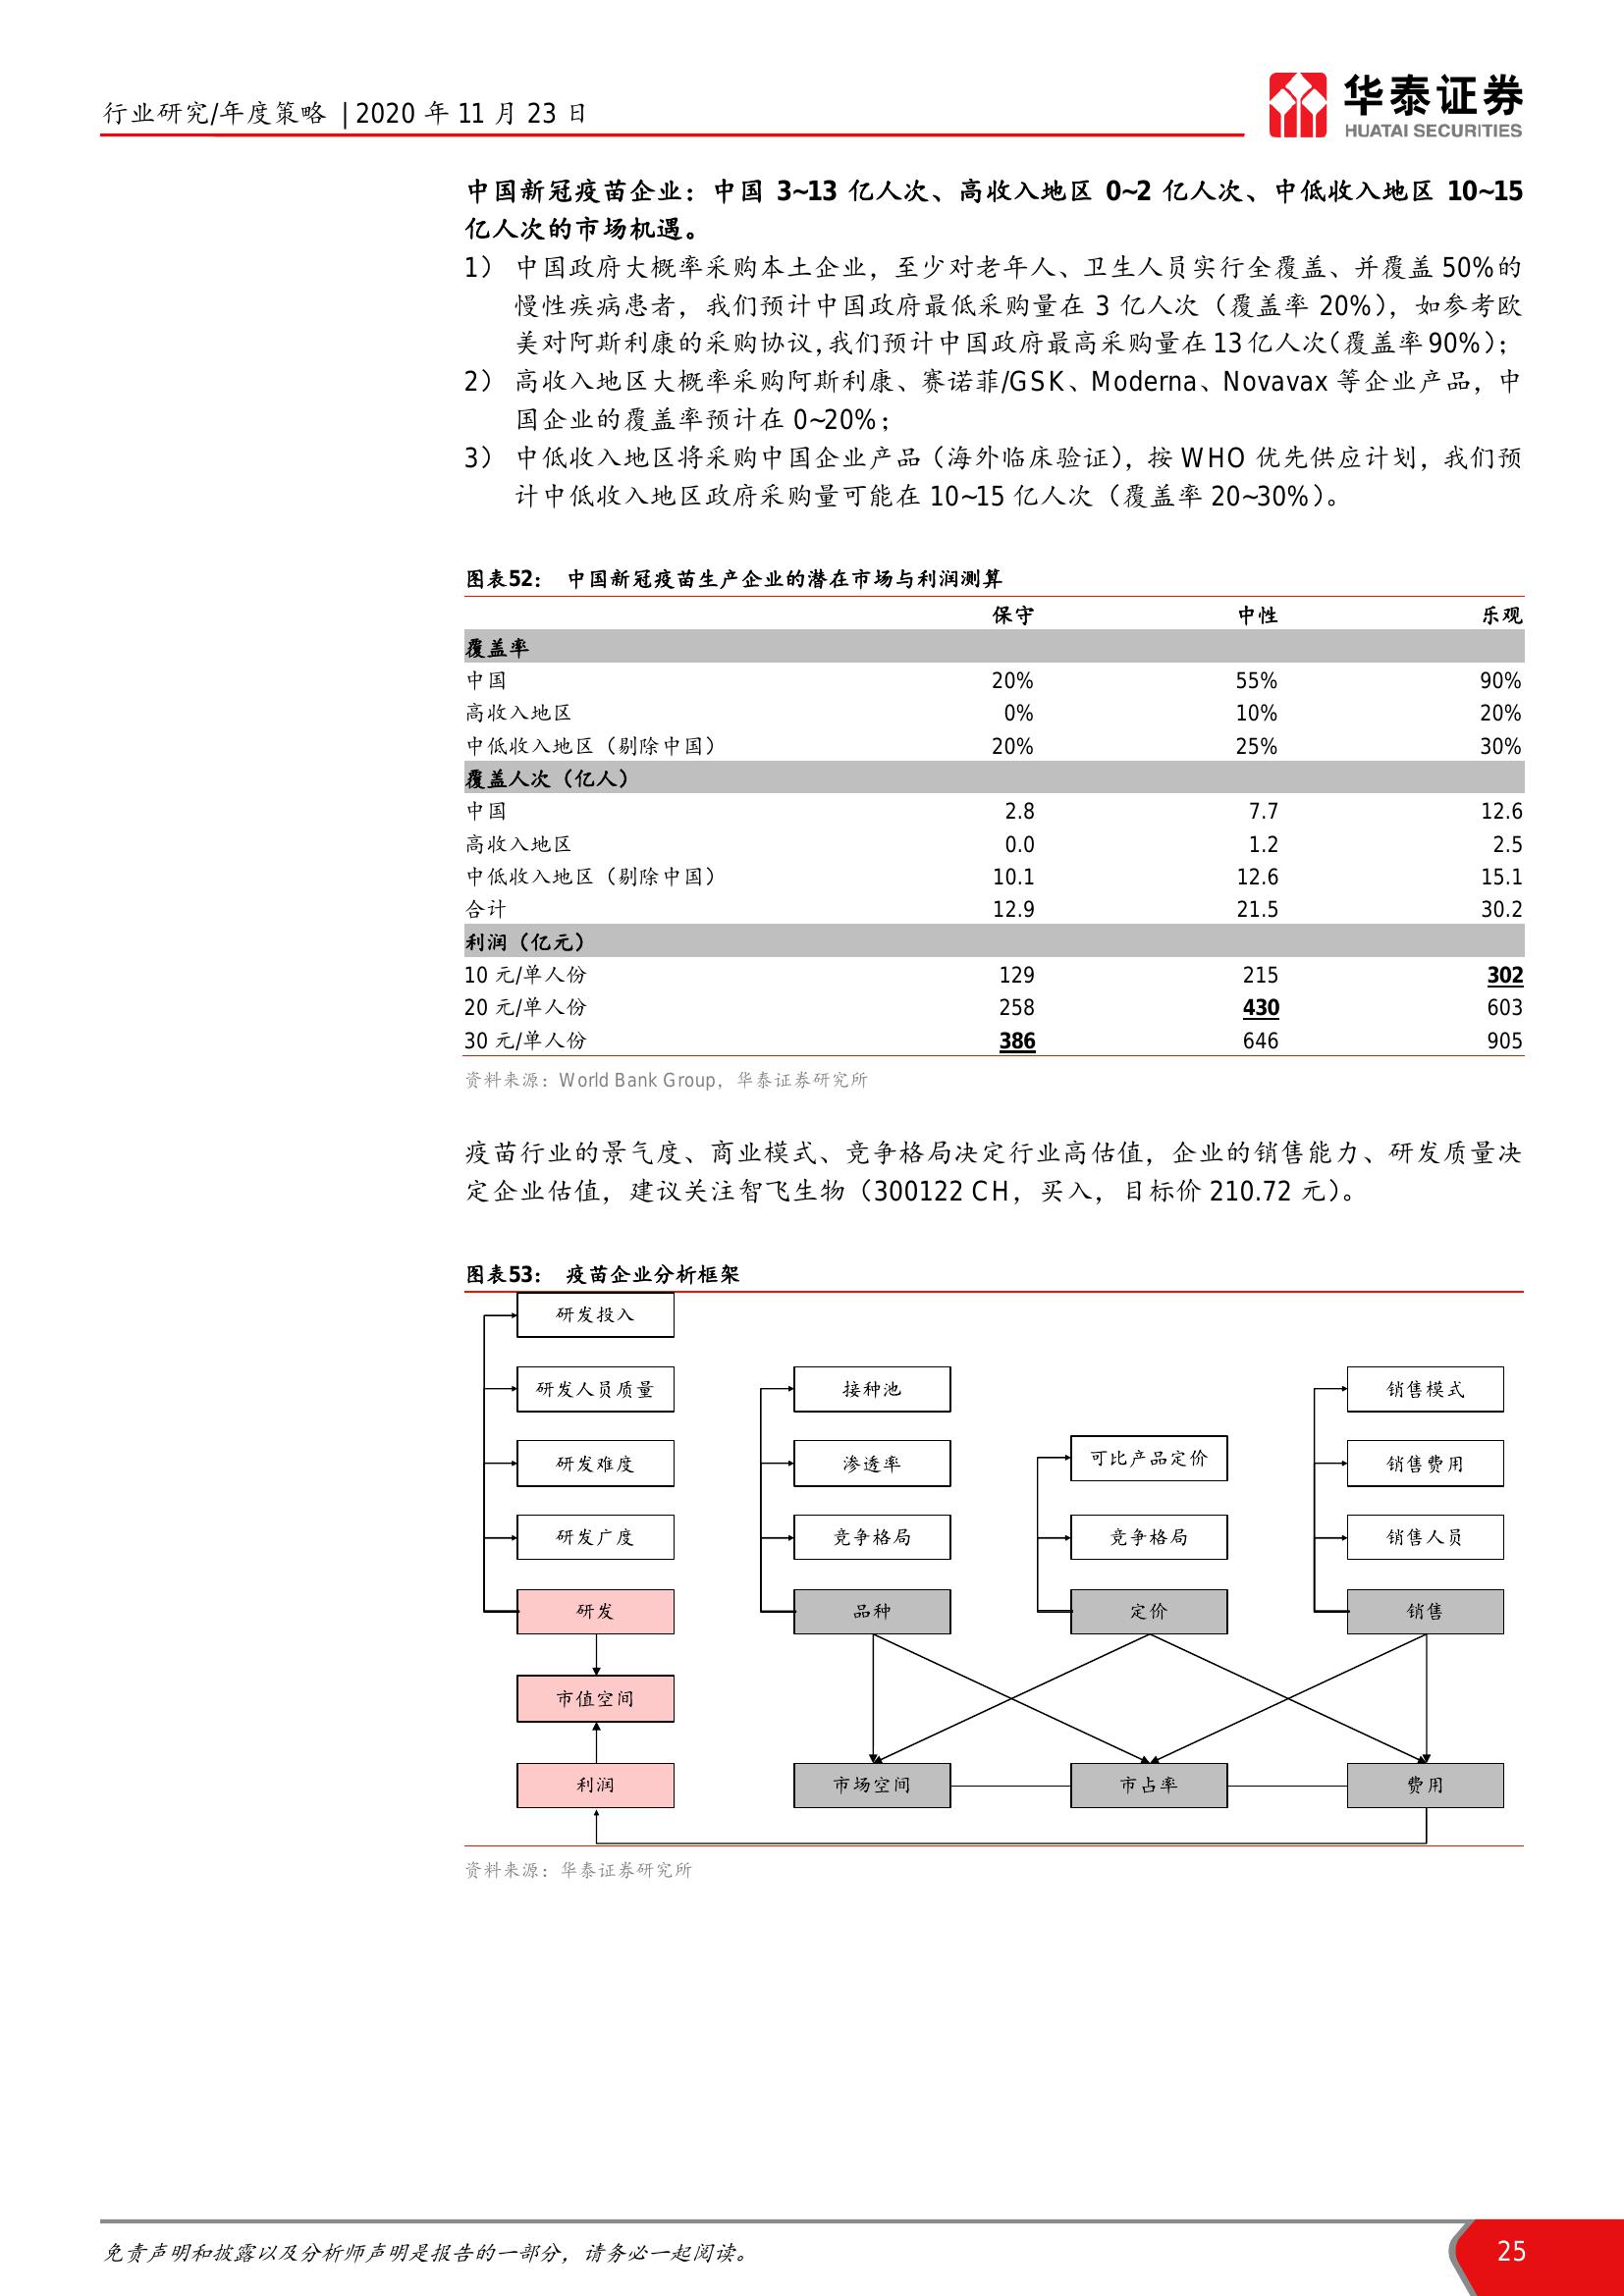 行业研究/年度策略 | 2020 年 11 月 23 日
华泰证券
HUATAI SECURITIES
中国新冠疫苗企业：中国 3~13 亿人次、高收入地区 0~2 亿人次、中低收入地区 10~15
亿人次的市场机遇。
1） 中国政府大概率采购本土企业，至少对老年人、卫生人员实行全覆盖、并覆盖 50%的
慢性疾病患者，我们预计中国政府最低采购量在 3 亿人次（覆盖率 20%），如参考欧
美对阿斯利康的采购协议，我们预计中国政府最高采购量在 13 亿人次（覆盖率 90%）；
2） 高收入地区大概率采购阿斯利康、赛诺菲/GSK、Moderna、Novavax 等企业产品，中
国企业的覆盖率预计在 0~20%；
3） 中低收入地区将采购中国企业产品（海外临床验证），按 WHO 优先供应计划，我们预
计中低收入地区政府采购量可能在 10~15 亿人次（覆盖率 20~30%）。
图表52： 中国新冠疫苗生产企业的潜在市场与利润测算
保守 中性 乐观
覆盖率
中国 20% 55% 90%
高收入地区 0% 10% 20%
中低收入地区（剔除中国） 20% 25% 30%
覆盖人次（亿人）
中国 2.8 7.7 12.6
高收入地区 0.0 1.2 2.5
中低收入地区（剔除中国） 10.1 12.6 15.1
合计 12.9 21.5 30.2
利润（亿元）
10 元/单人份 129 215 302
20 元/单人份 258 430 603
30 元/单人份 386 646 905
资料来源：World Bank Group，华泰证券研究所
疫苗行业的景气度、商业模式、竞争格局决定行业高估值，企业的销售能力、研发质量决
定企业估值，建议关注智飞生物（300122 CH，买入，目标价 210.72 元）。
图表53： 疫苗企业分析框架
研发投入
研发人员质量 接种池 销售模式
研发难度 渗透率 可比产品定价 销售费用
研发广度 竞争格局 竞争格局 销售人员
研发 品种 定价 销售
市值空间
利润 市场空间 市占率 费用
资料来源：华泰证券研究所
免责声明和披露以及分析师声明是报告的一部分，请务必一起阅读。
25